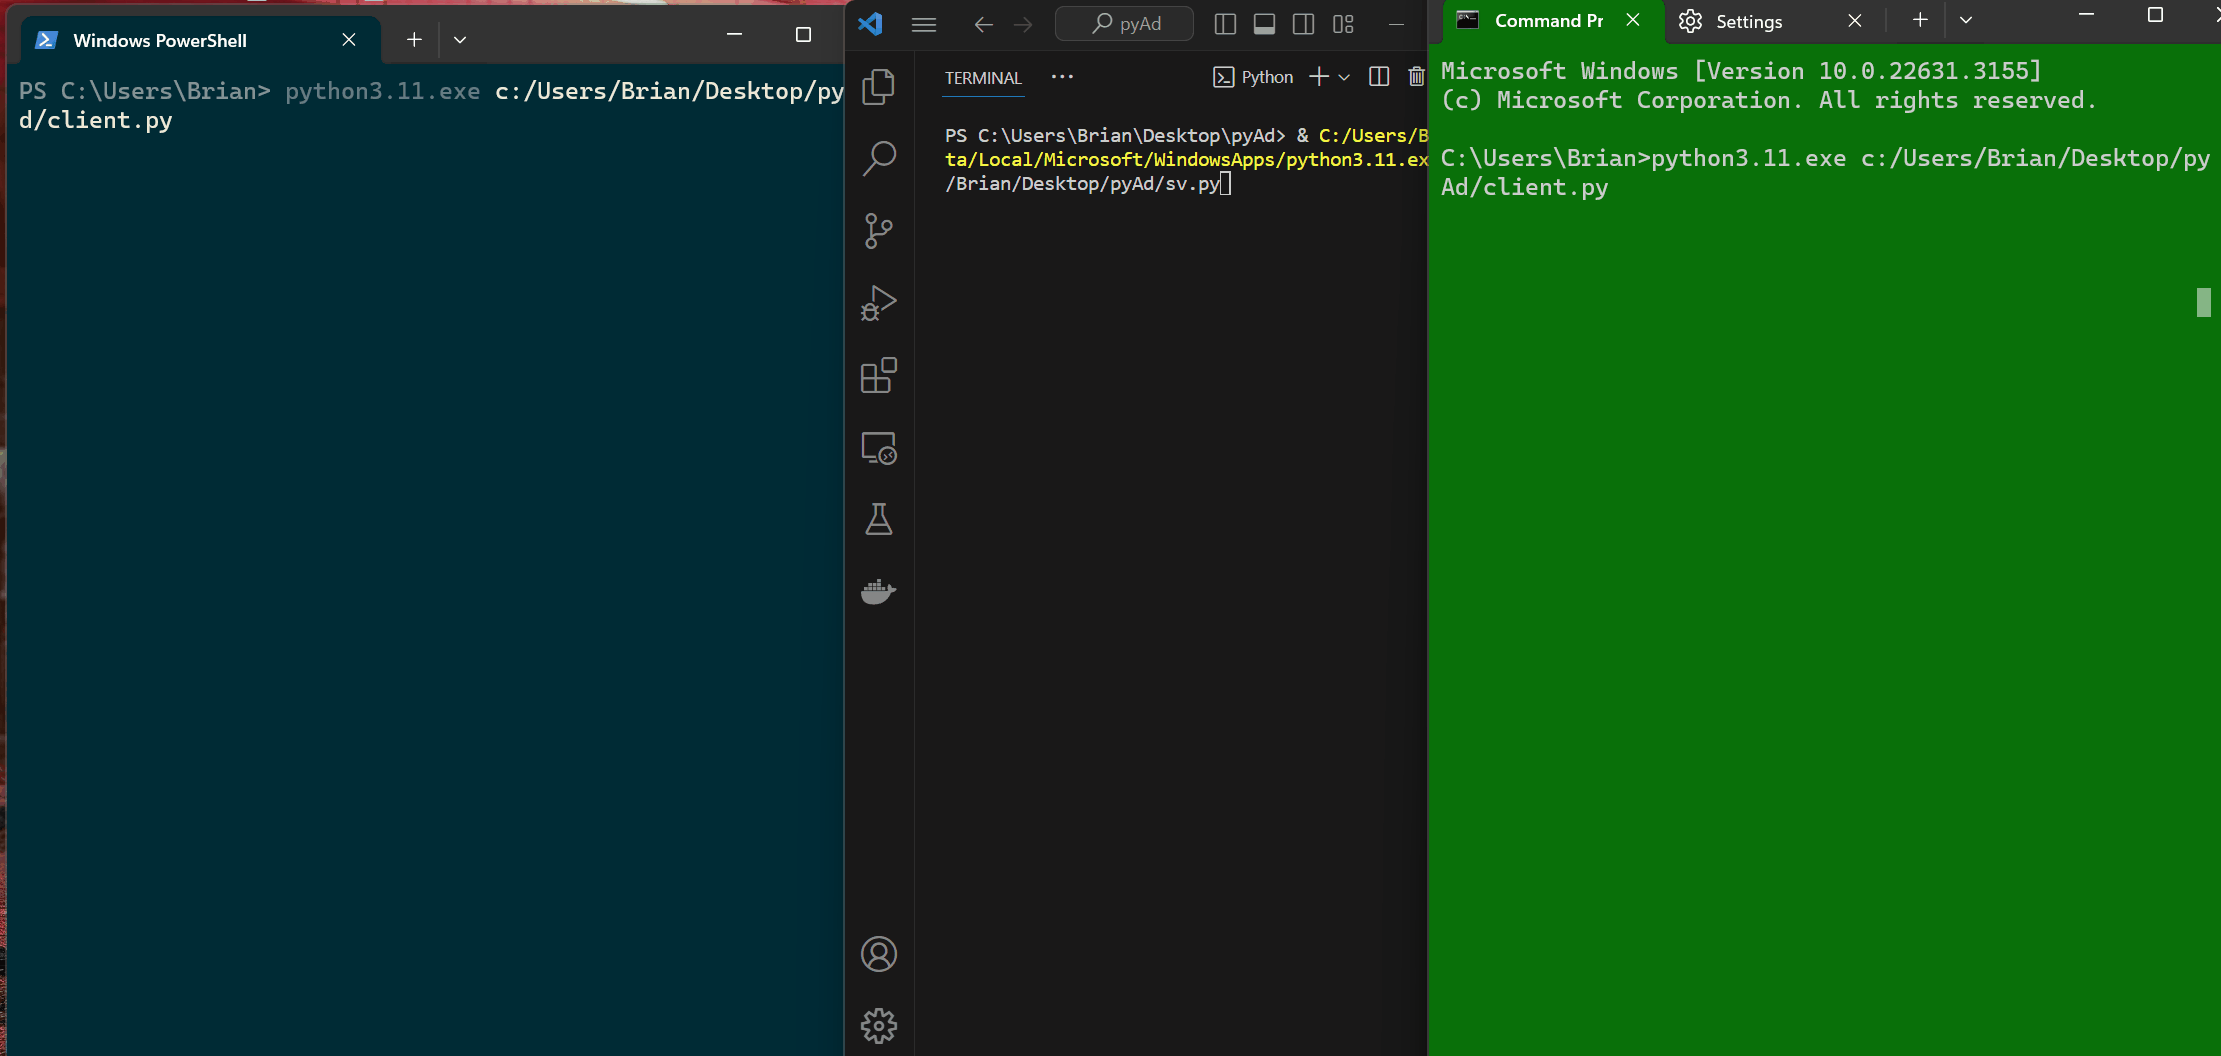 Windows PowerShell
PS C:\Users\Brian> python3.11.exe c:/Users/Brian/Desktop/py
d/client.py
pyAd
TERMINAL
Python
PS C:\Users\Brian\Desktop\pyAd> & C:/Users/B
ta/Local/Microsoft/WindowsApps/python3.11.ex
/Brian/Desktop/pyAd/sv.py
Command Pr
Settings
Microsoft Windows [Version 10.0.22631.3155]
(c) Microsoft Corporation. All rights reserved.
C:\Users\Brian>python3.11.exe c:/Users/Brian/Desktop/py
Ad/client.py